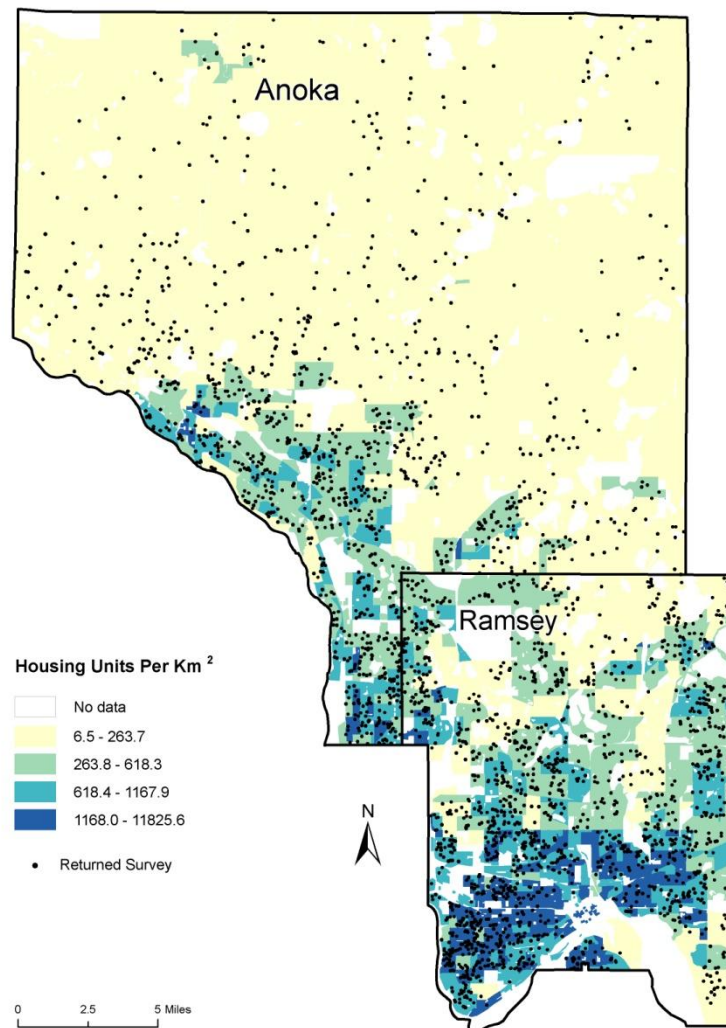 Anoka
Ramsey
Housing Units Per Km ²
No data
6.5 - 263.7
263.8 - 618.3
618.4 - 1167.9
1168.0 - 11825.6
Returned Survey
N
0 2.5 5 Miles